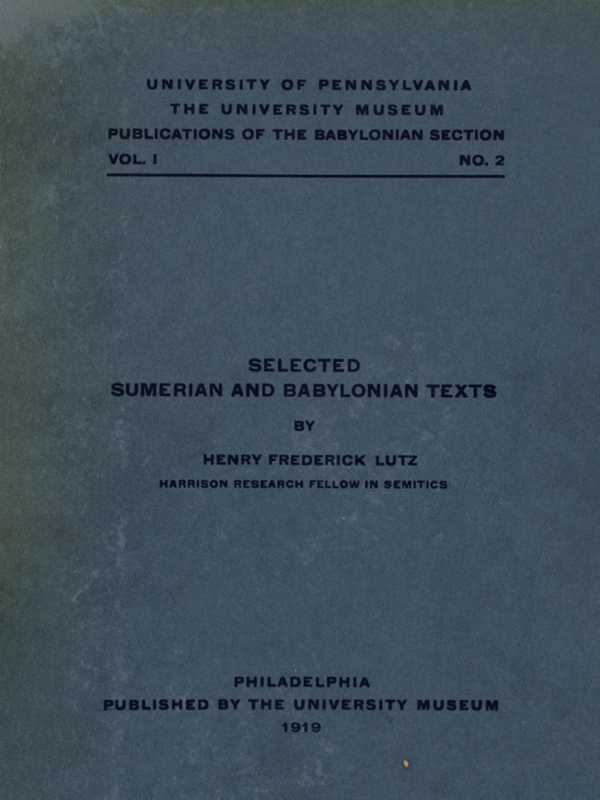 UNIVERSITY OF PENNSYLVANIA
THE UNIVERSITY MUSEUM
PUBLICATIONS OF THE BABYLONIAN SECTION
VOL. I NO. 2
SELECTED
SUMERIAN AND BABYLONIAN TEXTS
BY
HENRY FREDERICK LUTZ
HARRISON RESEARCH FELLOW IN SEMITICS
PHILADELPHIA
PUBLISHED BY THE UNIVERSITY MUSEUM
1919